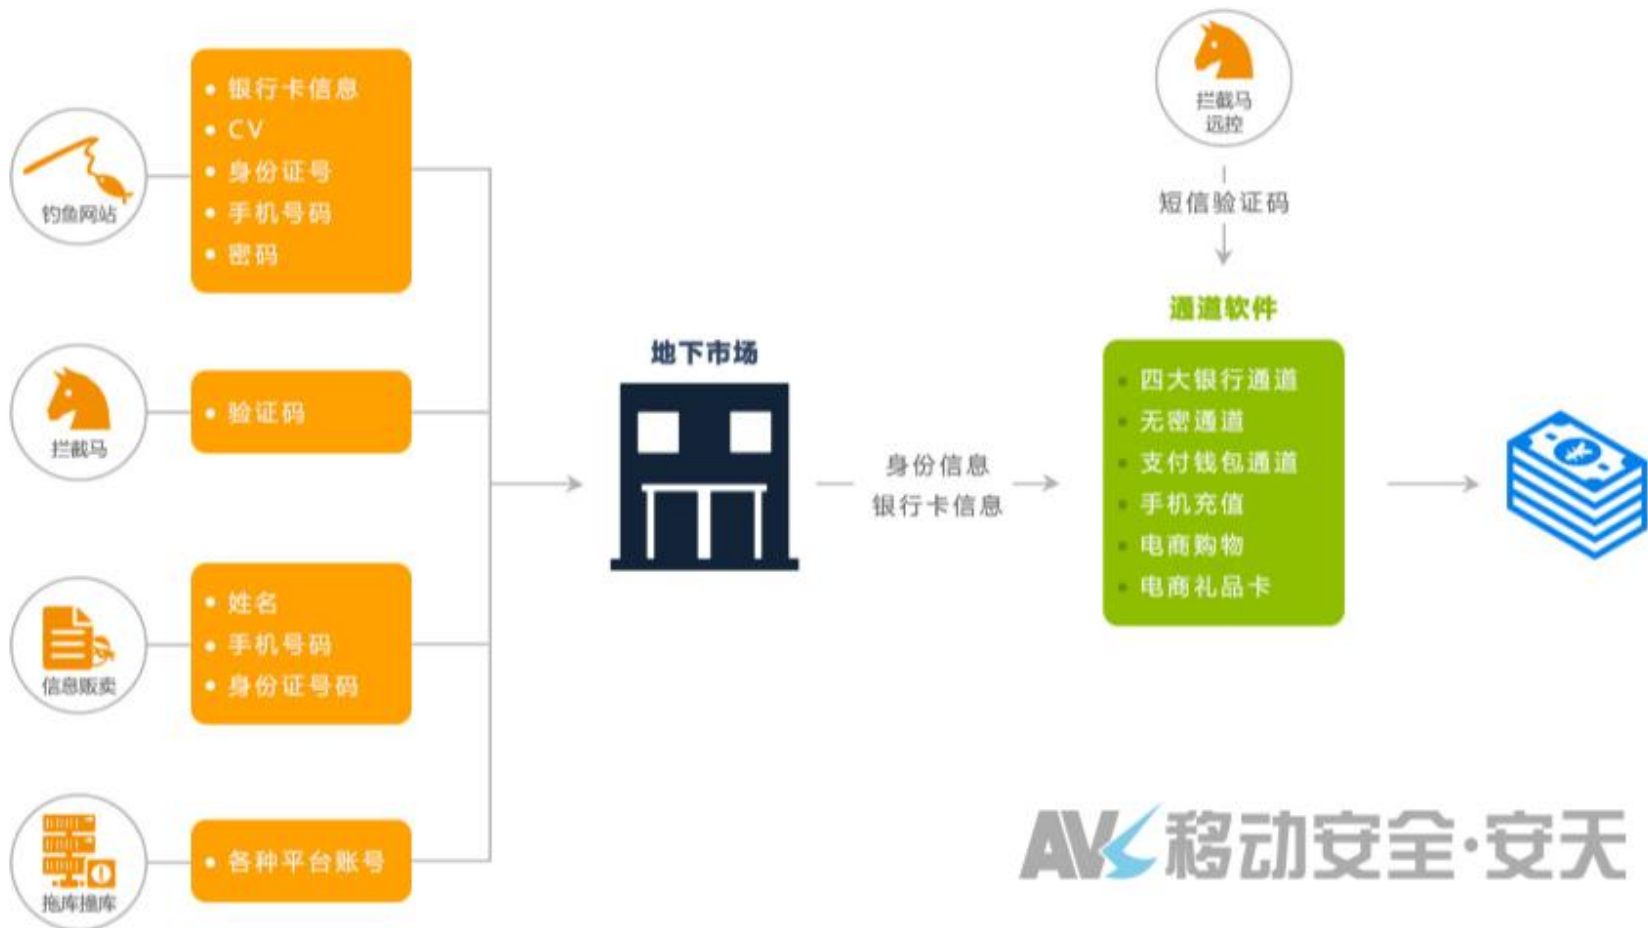 钓鱼网站
银行卡信息
CV
身份证号
手机号码
密码
拦截马
验证码
信息贩卖
姓名
手机号码
身份证号码
拖库撞库
各种平台账号
地下市场
身份信息
银行卡信息
拦截马
远控
短信验证码
通道软件
四大银行通道
无密通道
支付钱包通道
手机充值
电商购物
电商礼品卡
AVL移动安全·安天